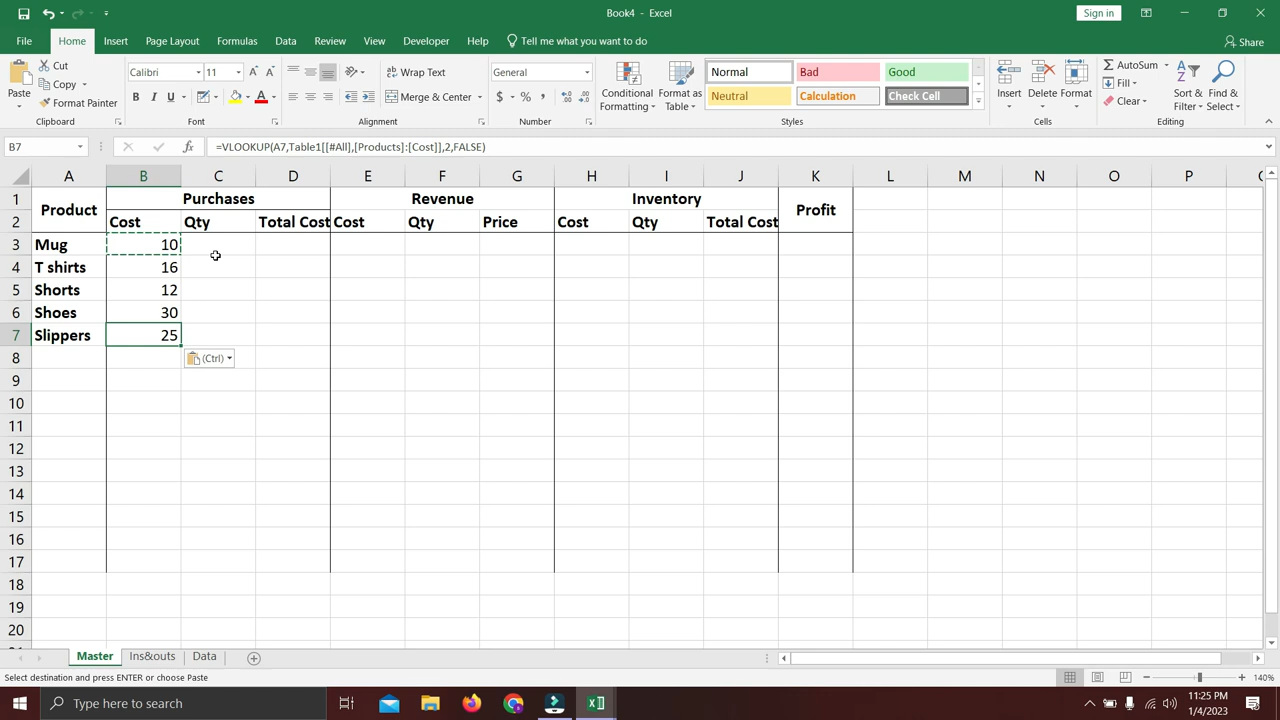 Book4 - Excel
Sign in
File Home Insert Page Layout Formulas Data Review View Developer Help Tell me what you want to do Share
Paste
Cut
Copy
Format Painter
Clipboard
Calibri 11
B I U
Font
Wrap Text
Merge & Center
Alignment
General
$ % ,
Number
Conditional Formatting
Format as Table
Normal Bad Good
Neutral Calculation Check Cell
Styles
Insert Delete Format
Cells
AutoSum
Fill
Clear
Sort & Filter
Find & Select
Editing
B7 fx =VLOOKUP(A7,Table1[[#All],[Products]:[Cost]],2,FALSE)
A B C D E F G H I J K L M N O P
1 Product Purchases Revenue Inventory Profit
2 Cost Qty Total Cost Cost Qty Price Cost Qty Total Cost
3 Mug 10
4 T shirts 16
5 Shorts 12
6 Shoes 30
7 Slippers 25
8 (Ctrl)
9
10
11
12
13
14
15
16
17
18
19
20
Master Ins&outs Data
Select destination and press ENTER or choose Paste
140%
Type here to search
11:25 PM
1/4/2023